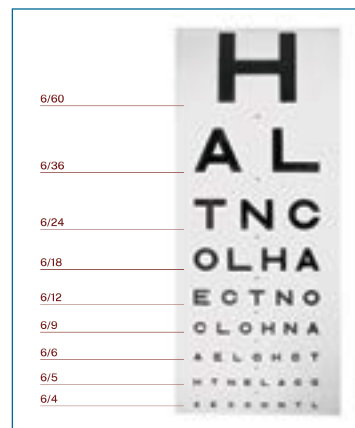 H
6/60
A L
6/36
T N C
6/24
O L H A
6/18
E C T N O
6/12
C L O H N A
6/9
A E L O H C T
6/6
6/5
6/4